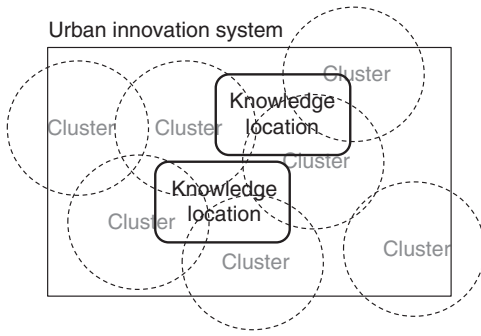 Urban innovation system
Cluster
Knowledge
location
Cluster
Cluster
Cluster
Knowledge
location
Cluster
Cluster
Cluster